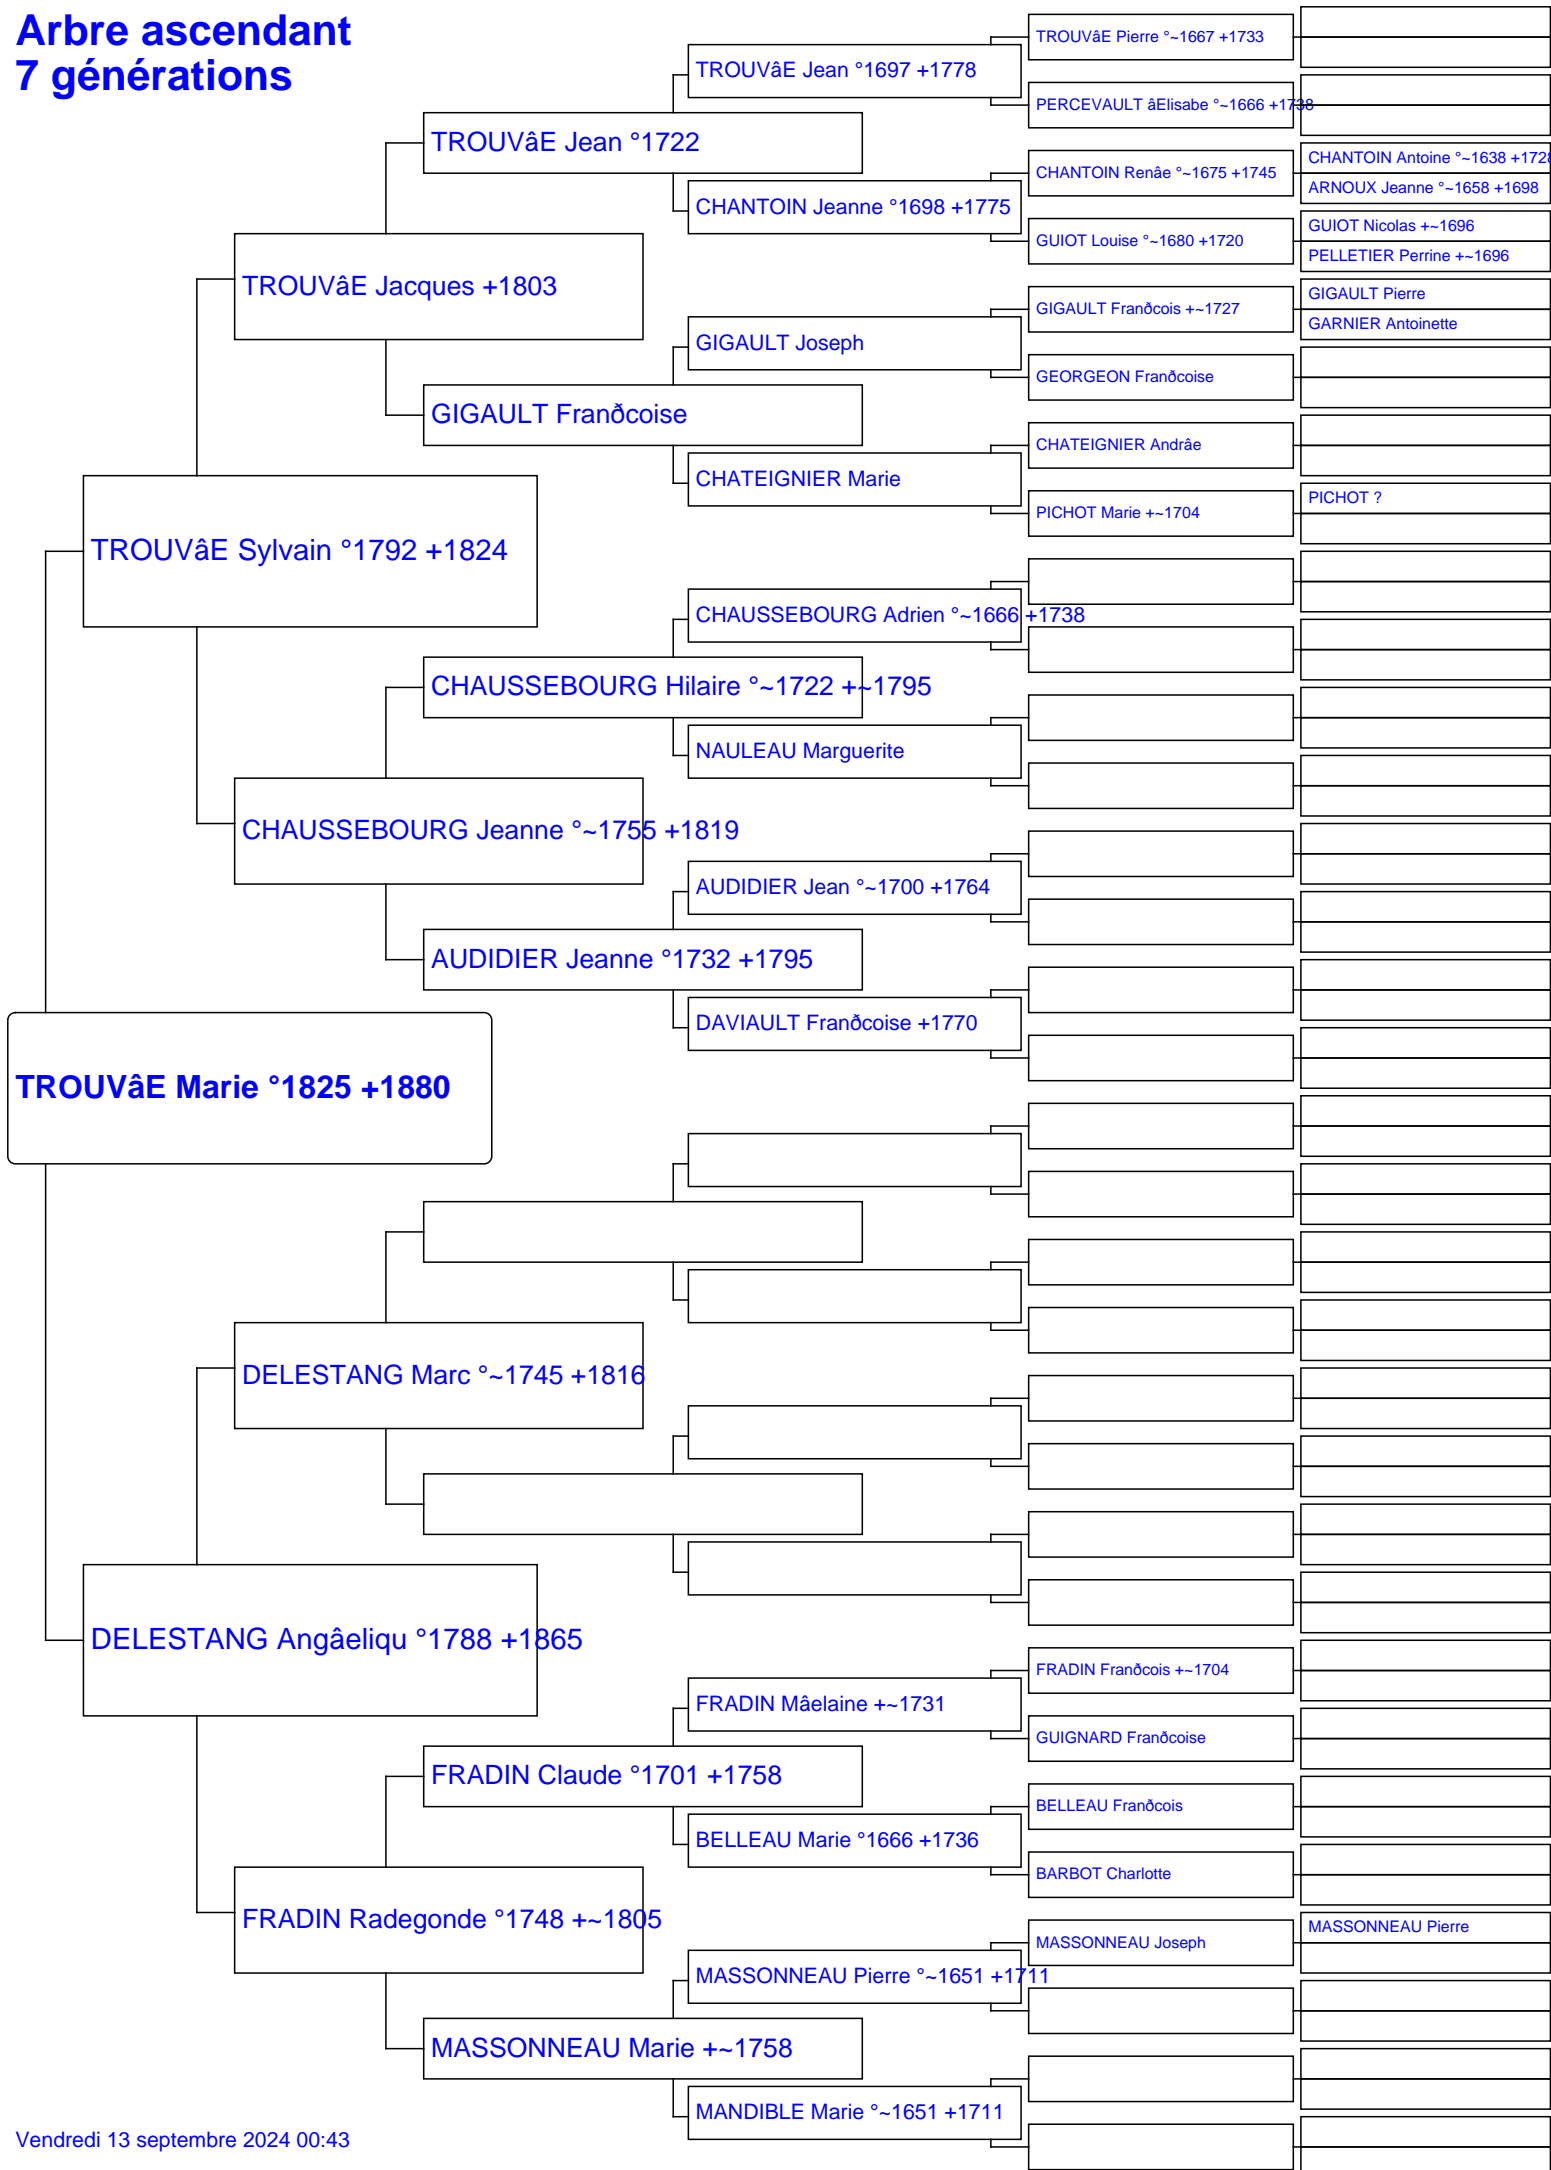 Arbre ascendant
7 générations
TROUVâE Marie °1825 +1880
TROUVâE Sylvain °1792 +1824
DELESTANG Angâeliqu °1788 +1865
TROUVâE Jacques +1803
CHAUSSEBOURG Jeanne °~1755 +1819
DELESTANG Marc °~1745 +1816
FRADIN Radegonde °1748 +~1805
TROUVâE Jean °1722
GIGAULT Franðcoise
CHAUSSEBOURG Hilaire °~1722 +~1795
AUDIDIER Jeanne °1732 +1795
FRADIN Claude °1701 +1758
MASSONNEAU Marie +~1758
TROUVâE Jean °1697 +1778
CHANTOIN Jeanne °1698 +1775
GIGAULT Joseph
CHATEIGNIER Marie
CHAUSSEBOURG Adrien °~1666 +1738
NAULEAU Marguerite
AUDIDIER Jean °~1700 +1764
DAVIAULT Franðcoise +1770
FRADIN Mâelaine +~1731
BELLEAU Marie °1666 +1736
MASSONNEAU Pierre °~1651 +1711
MANDIBLE Marie °~1651 +1711
TROUVâE Pierre °~1667 +1733
PERCEVAULT âElisabe °~1666 +1738
CHANTOIN Renâe °~1675 +1745
GUIOT Louise °~1680 +1720
GIGAULT Franðcois +~1727
GEORGEON Franðcoise
CHATEIGNIER Andrâe
PICHOT Marie +~1704
FRADIN Franðcois +~1704
GUIGNARD Franðcoise
BELLEAU Franðcois
BARBOT Charlotte
MASSONNEAU Joseph
CHANTOIN Antoine °~1638 +1728
ARNOUX Jeanne °~1658 +1698
GUIOT Nicolas +~1696
PELLETIER Perrine +~1696
GIGAULT Pierre
GARNIER Antoinette
PICHOT ?
MASSONNEAU Pierre
Vendredi 13 septembre 2024 00:43